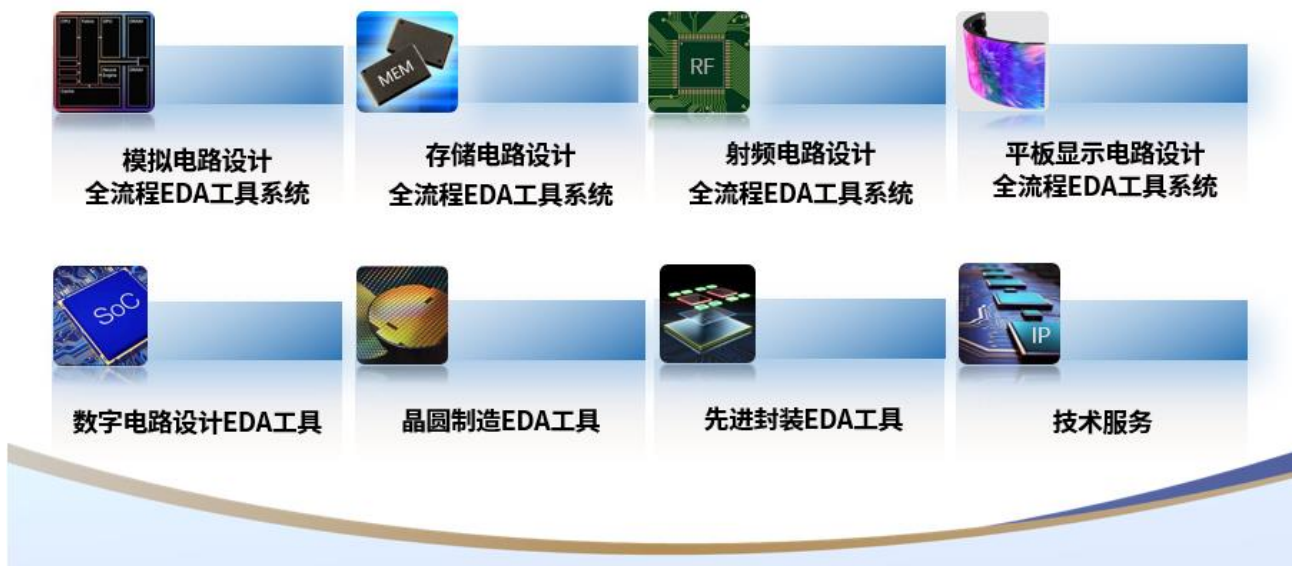 CPU
GPU
MEM
RF
模拟电路设计
全流程EDA工具系统
存储电路设计
全流程EDA工具系统
射频电路设计
全流程EDA工具系统
平板显示电路设计
全流程EDA工具系统
SoC
IP
数字电路设计EDA工具
晶圆制造EDA工具
先进封装EDA工具
技术服务